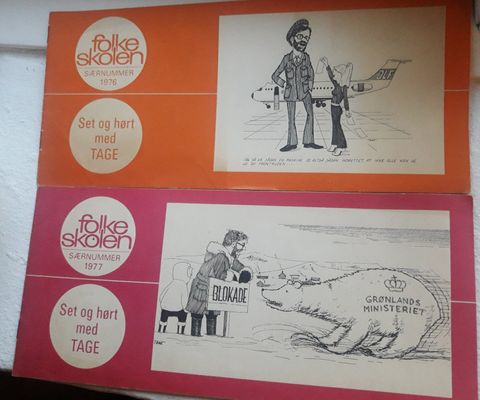 folke
skolen
SÆRNUMMER
1976
Set og hørt
med
TAGE
folke
skolen
SÆRNUMMER
1977
Set og hørt
med
TAGE
BLOKADE
GRØNLANDS
MINISTERIET